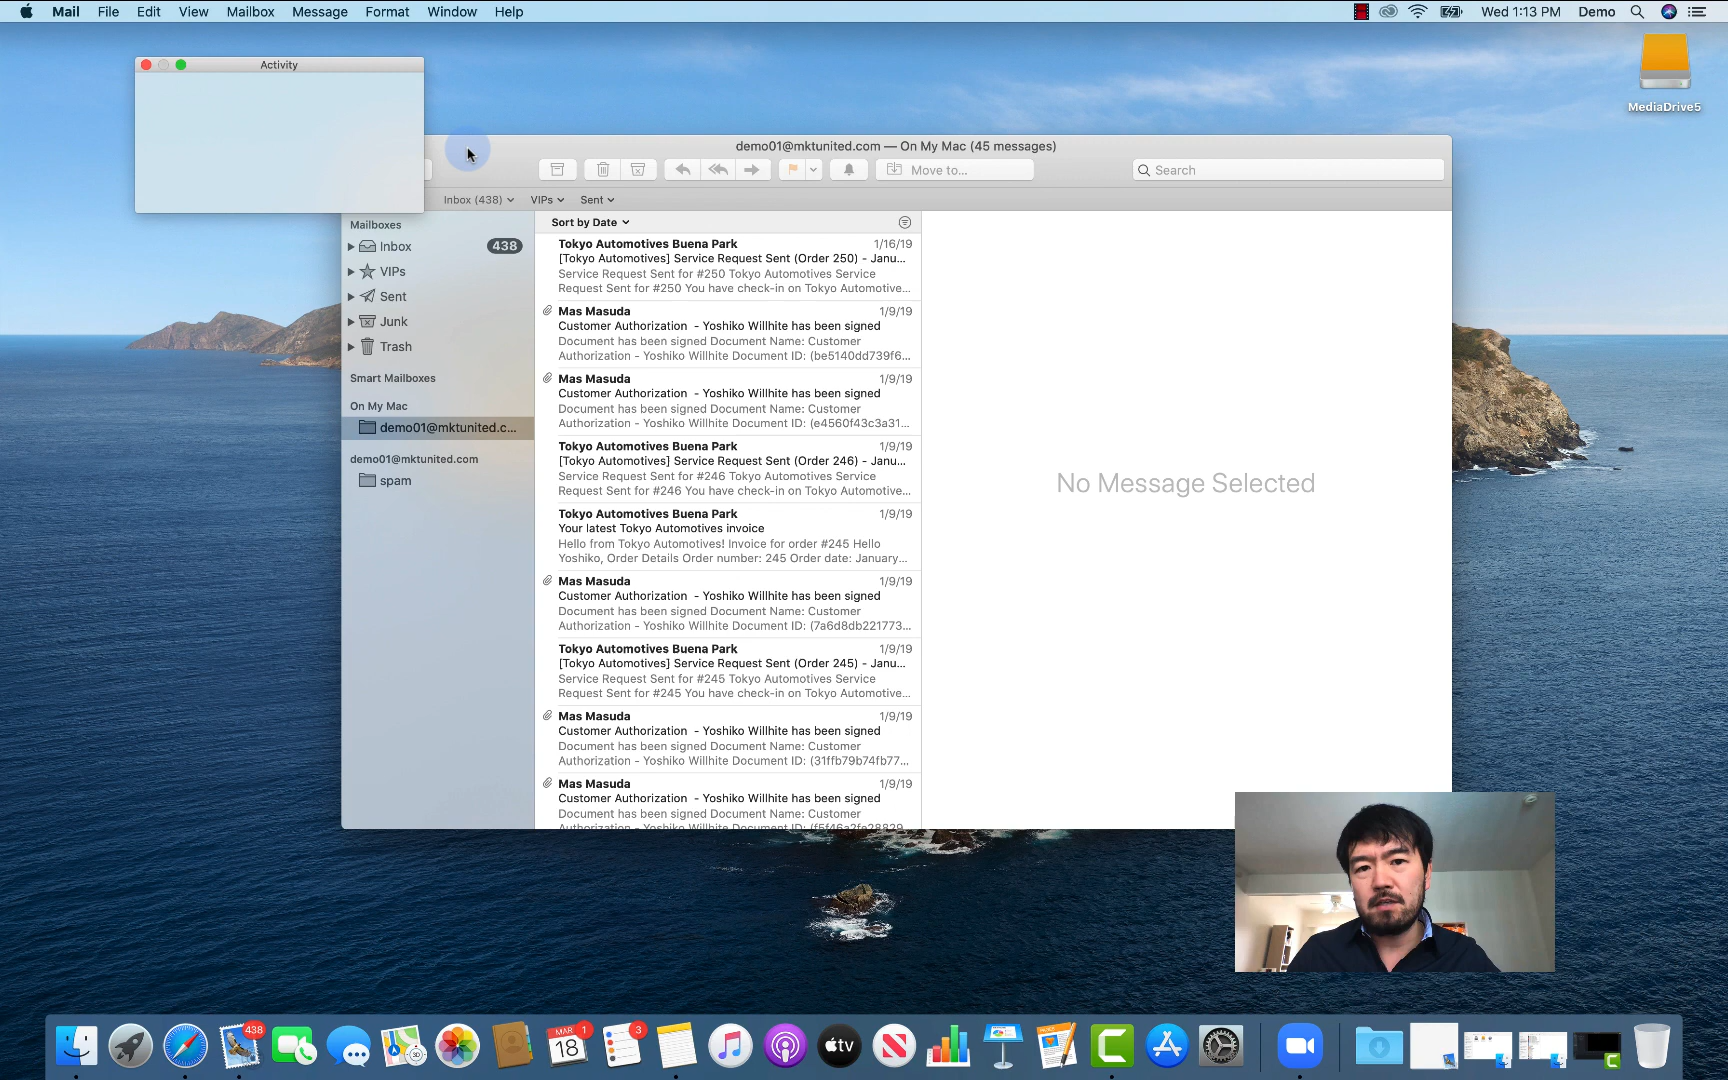 Mail File Edit View Mailbox Message Format Window Help
Wed 1:13 PM Demo
MediaDrive5
Activity
demo01@mktunited.com — On My Mac (45 messages)
Move to...
Search
Inbox (438) VIPs Sent
Mailboxes
Inbox 438
VIPs
Sent
Junk
Trash
Smart Mailboxes
On My Mac
demo01@mktunited.c...
demo01@mktunited.com
spam
Sort by Date
Tokyo Automotives Buena Park 1/16/19
[Tokyo Automotives] Service Request Sent (Order 250) - Janu...
Service Request Sent for #250 Tokyo Automotives Service
Request Sent for #250 You have check-in on Tokyo Automotive...
Mas Masuda 1/9/19
Customer Authorization - Yoshiko Willhite has been signed
Document has been signed Document Name: Customer
Authorization - Yoshiko Willhite Document ID: (be5140dd739f6...
Mas Masuda 1/9/19
Customer Authorization - Yoshiko Willhite has been signed
Document has been signed Document Name: Customer
Authorization - Yoshiko Willhite Document ID: (e4560f43c3a31...
Tokyo Automotives Buena Park 1/9/19
[Tokyo Automotives] Service Request Sent (Order 246) - Janu...
Service Request Sent for #246 Tokyo Automotives Service
Request Sent for #246 You have check-in on Tokyo Automotive...
Tokyo Automotives Buena Park 1/9/19
Your latest Tokyo Automotives invoice
Hello from Tokyo Automotives! Invoice for order #245 Hello
Yoshiko, Order Details Order number: 245 Order date: January...
Mas Masuda 1/9/19
Customer Authorization - Yoshiko Willhite has been signed
Document has been signed Document Name: Customer
Authorization - Yoshiko Willhite Document ID: (7a6d8db221773...
Tokyo Automotives Buena Park 1/9/19
[Tokyo Automotives] Service Request Sent (Order 245) - Janu...
Service Request Sent for #245 Tokyo Automotives Service
Request Sent for #245 You have check-in on Tokyo Automotive...
Mas Masuda 1/9/19
Customer Authorization - Yoshiko Willhite has been signed
Document has been signed Document Name: Customer
Authorization - Yoshiko Willhite Document ID: (31ffb79b74fb77...
Mas Masuda 1/9/19
Customer Authorization - Yoshiko Willhite has been signed
Document has been signed Document Name: Customer
Authorization - Yoshiko Willhite Document ID:
No Message Selected
438
3D
MAR 1
18
3
tv
PAGES